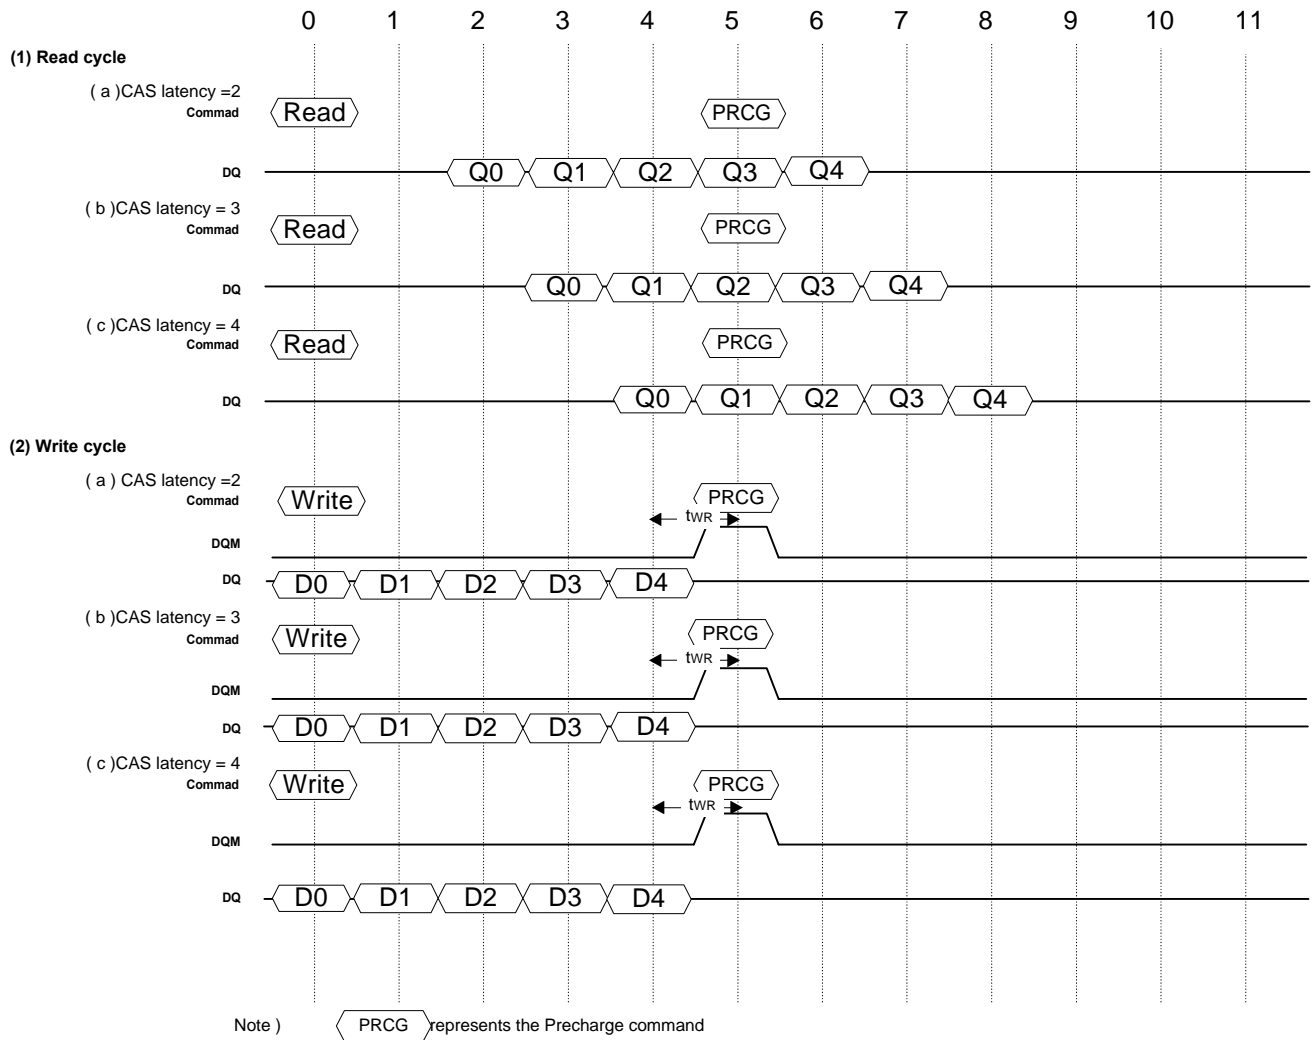 0 1 2 3 4 5 6 7 8 9 10 11
(1) Read cycle
( a )CAS latency =2
Commad Read PRCG
DQ Q0 Q1 Q2 Q3 Q4
( b )CAS latency = 3
Commad Read PRCG
DQ Q0 Q1 Q2 Q3 Q4
( c )CAS latency = 4
Commad Read PRCG
DQ Q0 Q1 Q2 Q3 Q4
(2) Write cycle
( a ) CAS latency =2
Commad Write PRCG
tWR
DQM
DQ D0 D1 D2 D3 D4
( b )CAS latency = 3
Commad Write PRCG
tWR
DQM
DQ D0 D1 D2 D3 D4
( c )CAS latency = 4
Commad Write PRCG
tWR
DQM
DQ D0 D1 D2 D3 D4
Note ) PRCG represents the Precharge command